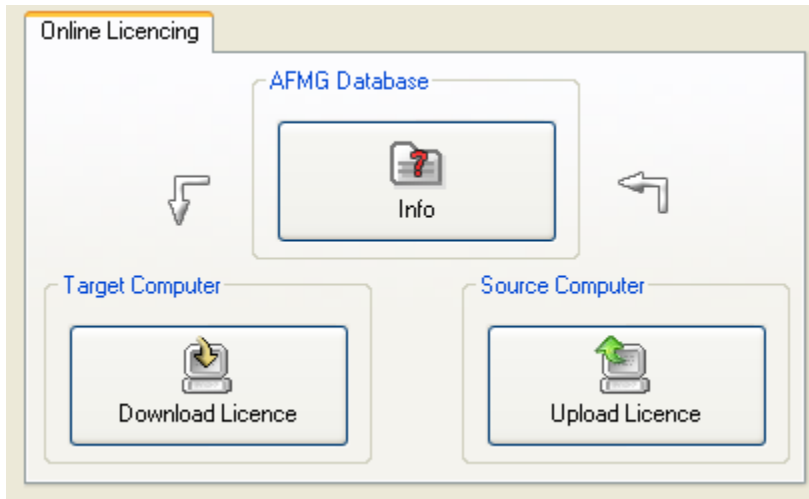 Online Licencing
AFMG Database
Info
Target Computer
Source Computer
Download Licence
Upload Licence